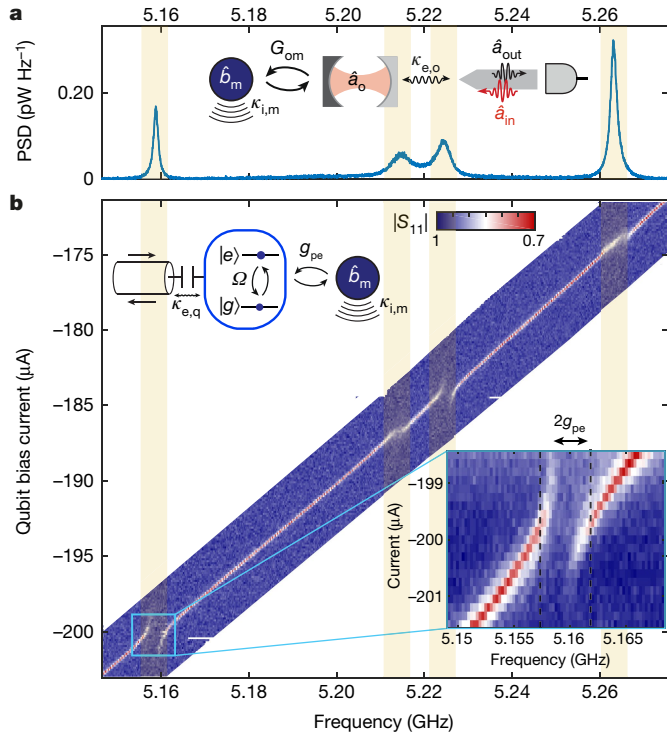 a
5.16 5.18 5.20 5.22 5.24 5.26
PSD (pW Hz⁻¹)
0.20
0
b̂ₘ
G_om
κ_i,m
â_o
κ_e,o
â_out
â_in
b
Qubit bias current (μA)
−175
−180
−185
−190
−195
−200
|S₁₁|
1 0.7
κ_e,q
|e⟩
Ω
|g⟩
g_pe
b̂ₘ
κ_i,m
2g_pe
Current (μA)
−199
−200
−201
5.15 5.155 5.16 5.165
Frequency (GHz)
5.16 5.18 5.20 5.22 5.24 5.26
Frequency (GHz)